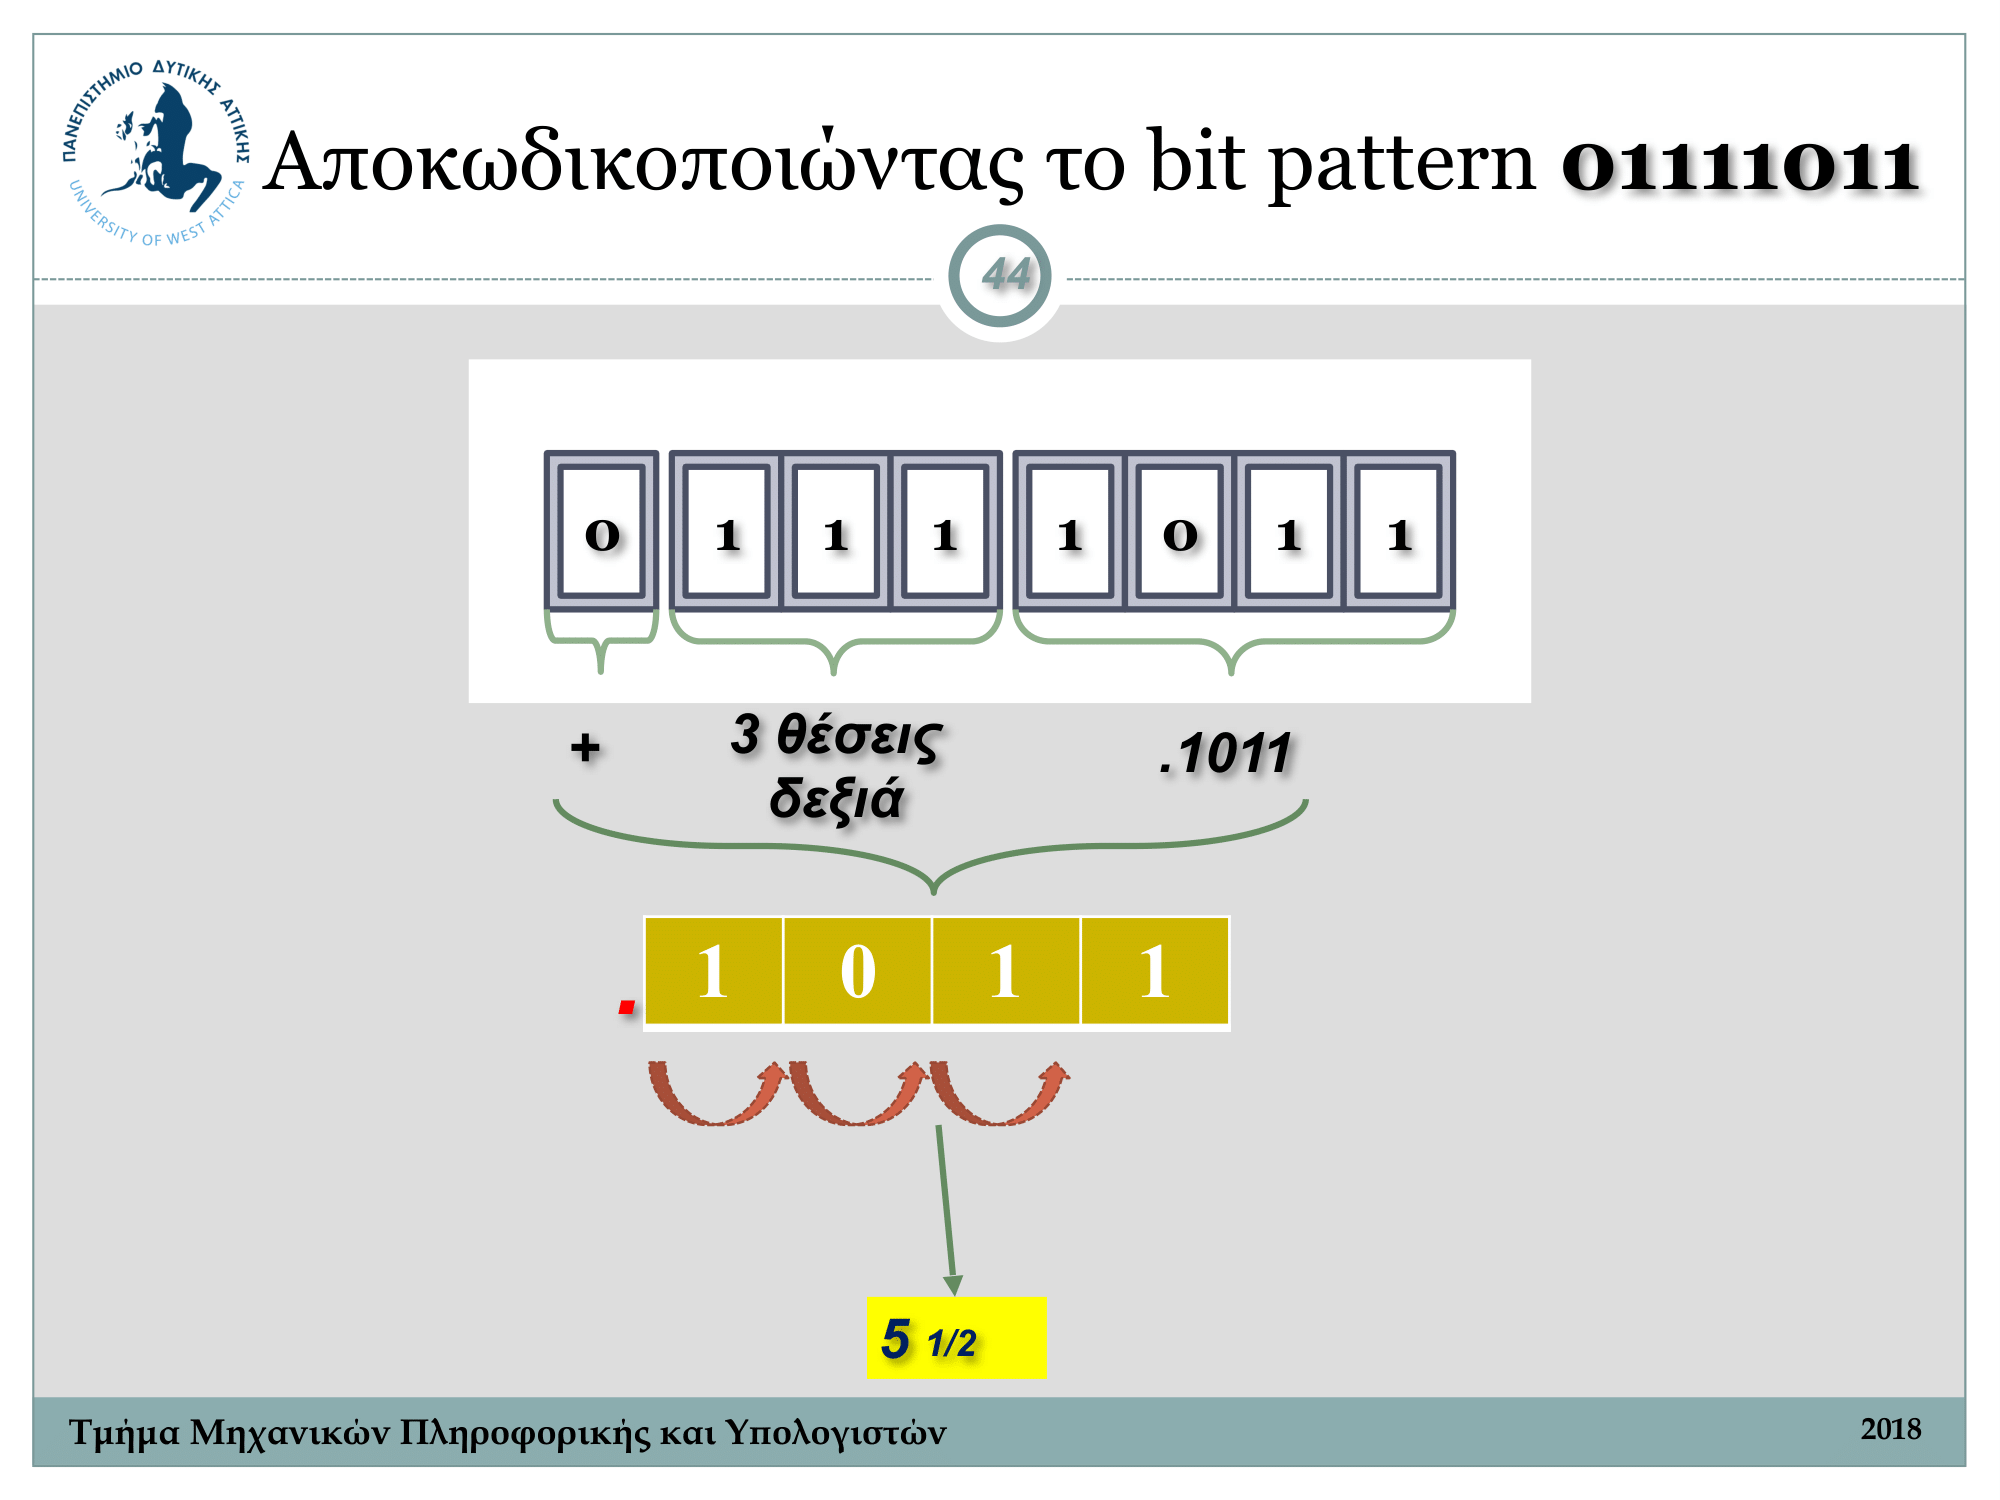 ΠΑΝΕΠΙΣΤΗΜΙΟ ΔΥΤΙΚΗΣ ΑΤΤΙΚΗΣ
UNIVERSITY OF WEST ATTICA
Αποκωδικοποιώντας το bit pattern 01111011
44
0 1 1 1 1 0 1 1
+ 3 θέσεις .1011
δεξιά
. 1 0 1 1
5 1/2
Τμήμα Μηχανικών Πληροφορικής και Υπολογιστών 2018